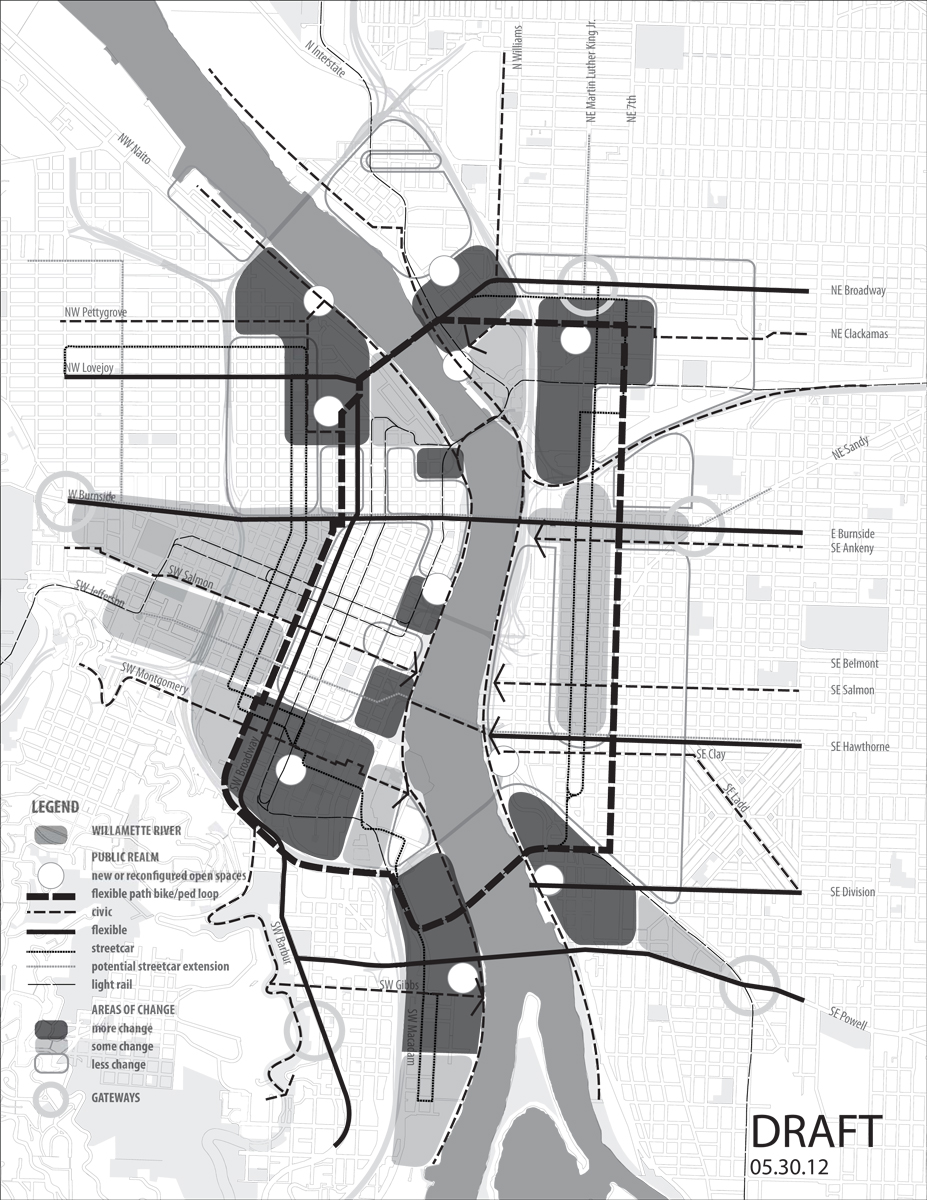 N Interstate
N Williams
NE Martin Luther King Jr.
NE 7th
NW Naito
NE Broadway
NW Pettygrove
NE Clackamas
NW Lovejoy
NE Sandy
W Burnside
E Burnside
SE Ankeny
SW Salmon
SW Jefferson
SE Belmont
SW Montgomery
SE Salmon
SE Hawthorne
SE Clay
SW Broadway
SE Ladd
LEGEND
WILLAMETTE RIVER
PUBLIC REALM
new or reconfigured open spaces
flexible path bike/ped loop
civic
flexible
streetcar
potential streetcar extension
light rail
AREAS OF CHANGE
more change
some change
less change
GATEWAYS
SE Division
SW Barbur
SW Gibbs
SW Macadam
SE Powell
DRAFT
05.30.12